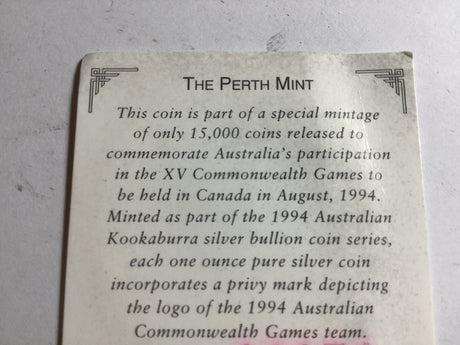 THE PERTH MINT
This coin is part of a special mintage
of only 15,000 coins released to
commemorate Australia's participation
in the XV Commonwealth Games to
be held in Canada in August, 1994.
Minted as part of the 1994 Australian
Kookaburra silver bullion coin series,
each one ounce pure silver coin
incorporates a privy mark depicting
the logo of the 1994 Australian
Commonwealth Games team.